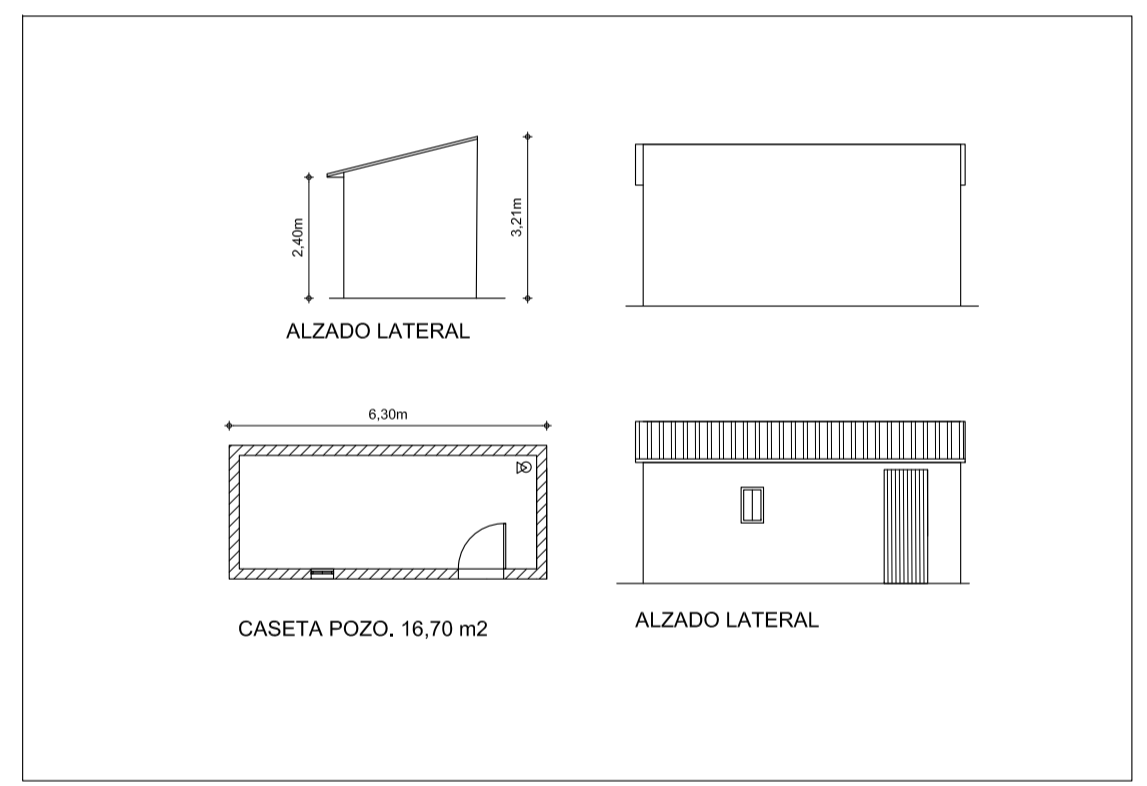 2,40m
3,21m
ALZADO LATERAL
6,30m
CASETA POZO. 16,70 m2
ALZADO LATERAL